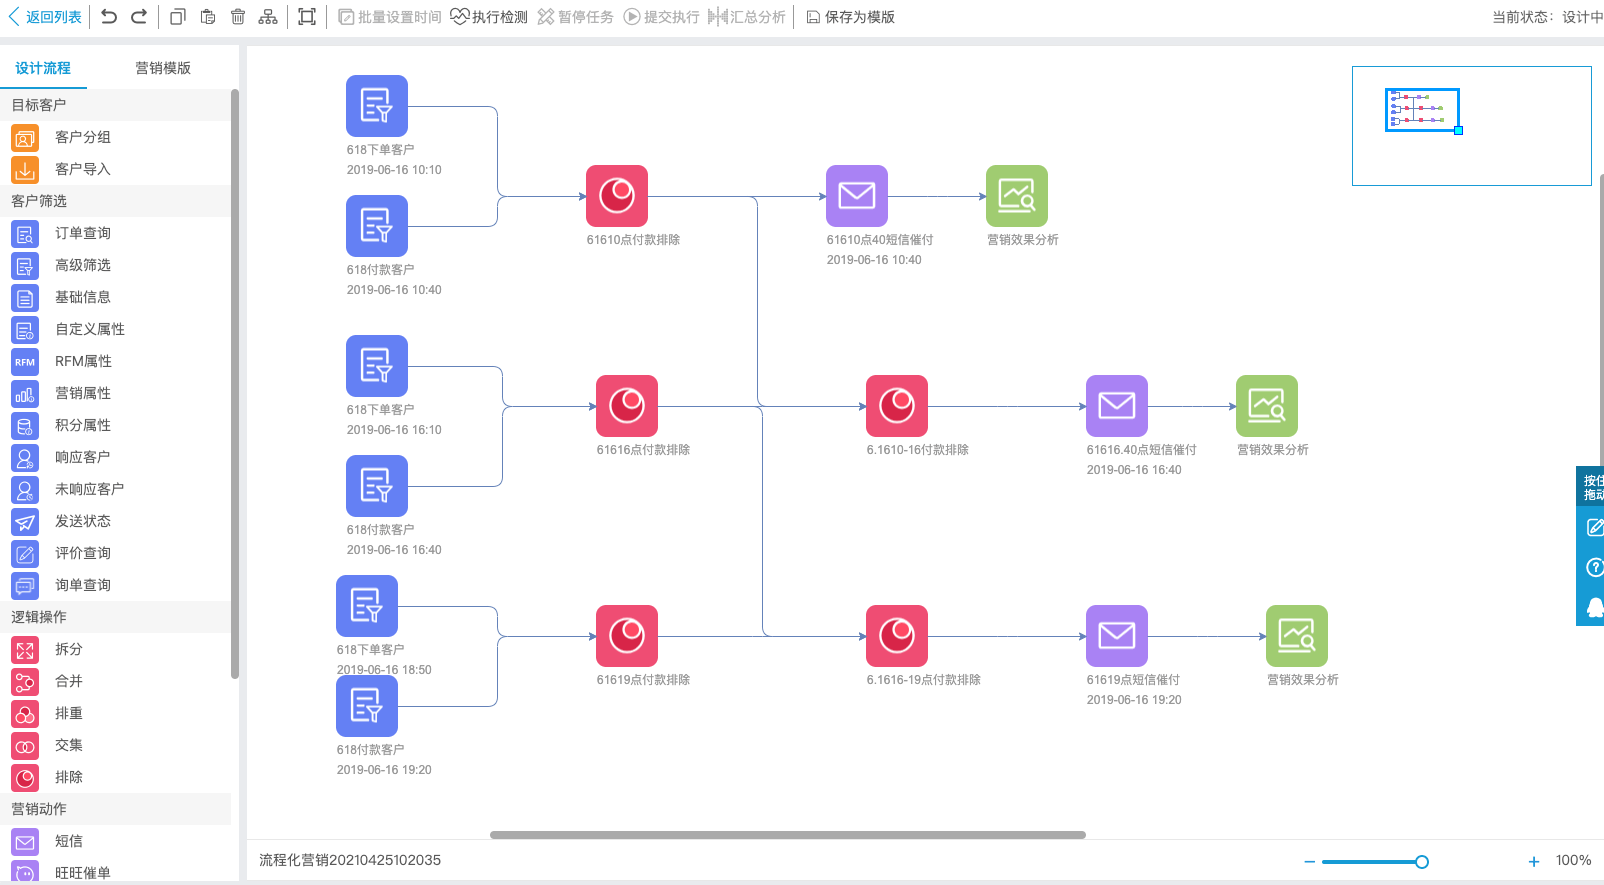 返回列表
批量设置时间
执行检测
暂停任务
提交执行
汇总分析
保存为模版
当前状态：设计中
设计流程
营销模版
目标客户
客户分组
客户导入
客户筛选
订单查询
高级筛选
基础信息
自定义属性
RFM
RFM属性
营销属性
积分属性
响应客户
未响应客户
发送状态
评价查询
询单查询
逻辑操作
拆分
合并
排重
交集
排除
营销动作
短信
旺旺催单
618下单客户
2019-06-16 10:10
618付款客户
2019-06-16 10:40
61610点付款排除
61610点40短信催付
2019-06-16 10:40
营销效果分析
618下单客户
2019-06-16 16:10
618付款客户
2019-06-16 16:40
61616点付款排除
6.1610-16付款排除
61616.40点短信催付
2019-06-16 16:40
营销效果分析
618下单客户
2019-06-16 18:50
618付款客户
2019-06-16 19:20
61619点付款排除
6.1616-19点付款排除
61619点短信催付
2019-06-16 19:20
营销效果分析
按住
拖动
流程化营销20210425102035
100%